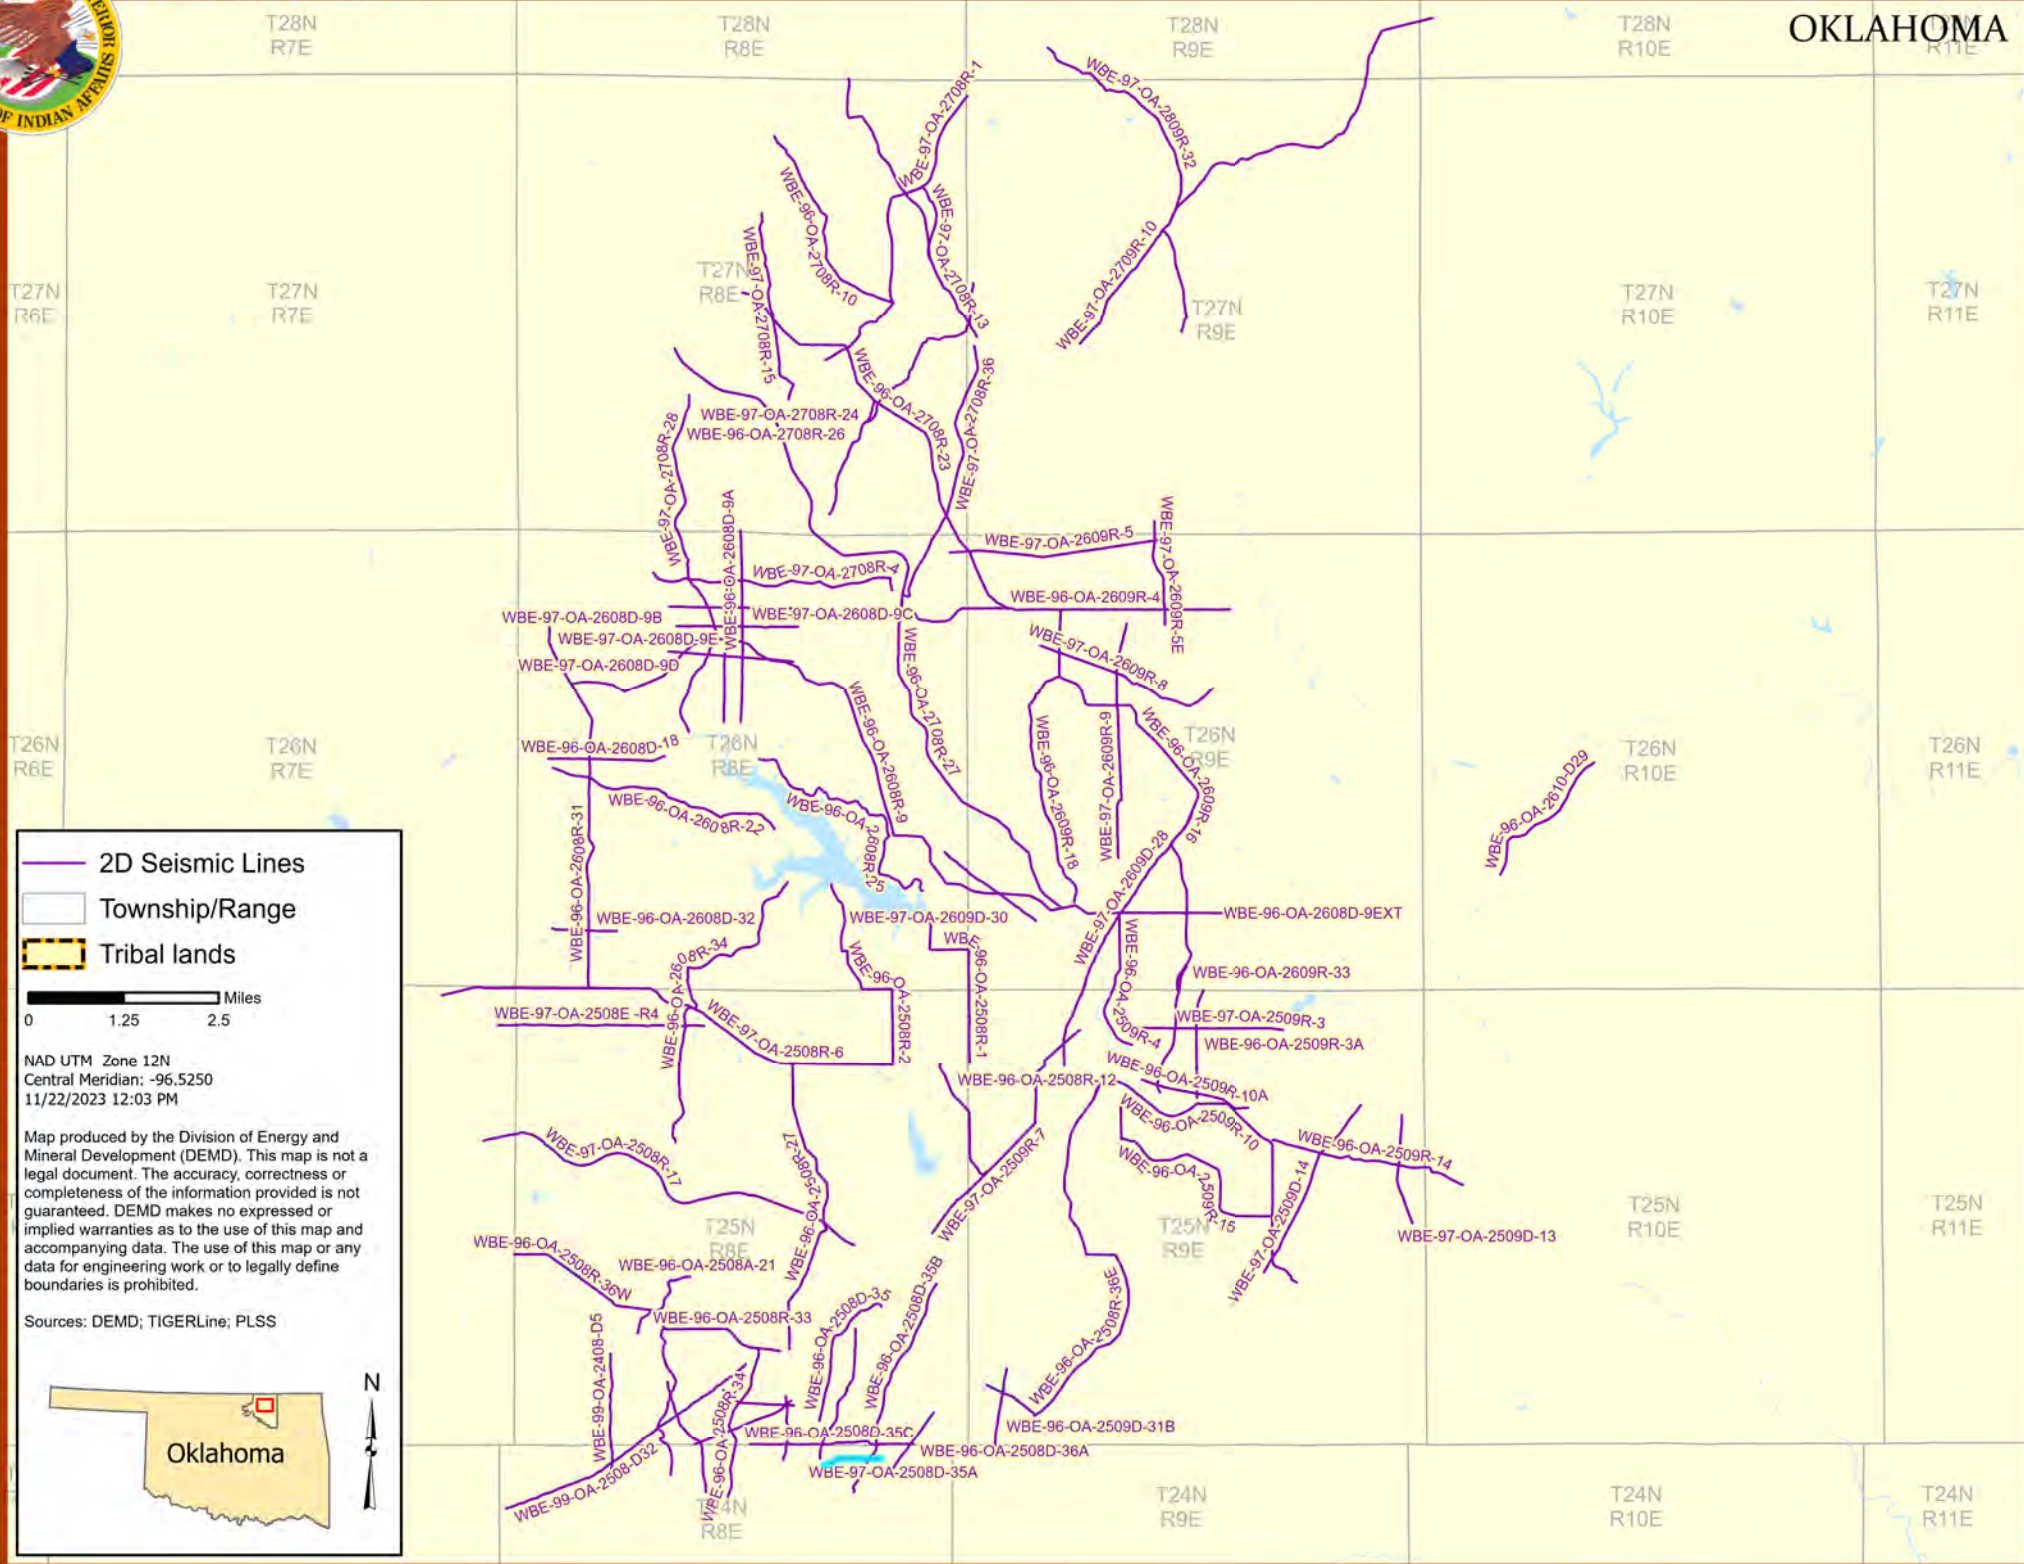 OKLAHOMA
OF INDIAN AFFAIRS
T28N
R7E
T28N
R8E
T28N
R9E
T28N
R10E
R11E
WBE-97-OA-2708R-1
WBE-97-OA-2809R-32
WBE-96-OA-2708R-10
WBE-97-OA-2708R-13
WBE-97-OA-2709R-10
WBE-97-OA-2708R-15
T27N
R6E
T27N
R7E
T27N
R8E
T27N
R9E
T27N
R10E
T27N
R11E
WBE-96-OA-2708R-23
WBE-97-OA-2708R-36
WBE-97-OA-2708R-24
WBE-96-OA-2708R-26
WBE-97-OA-2708R-28
WBE-96-OA-2608D-9A
WBE-97-OA-2609R-5
WBE-97-OA-2609R-5E
WBE-97-OA-2708R-4
WBE-96-OA-2609R-4
WBE-97-OA-2608D-9B
WBE-97-OA-2608D-9C
WBE-97-OA-2608D-9E
WBE-97-OA-2608D-9D
WBE-97-OA-2609R-8
WBE-96-OA-2708R-27
WBE-96-OA-2608R-9
WBE-96-OA-2609R-18
WBE-97-OA-2609R-9
WBE-96-OA-2609R-16
T26N
R6E
T26N
R7E
T26N
R8E
T26N
R9E
T26N
R10E
T26N
R11E
WBE-96-OA-2608D-18
WBE-96-OA-2608R-22
WBE-96-OA-2608R-25
WBE-96-OA-2610-D29
WBE-96-OA-2608R-31
WBE-97-OA-2609D-28
WBE-96-OA-2608D-32
WBE-97-OA-2609D-30
WBE-96-OA-2608D-9EXT
WBE-96-OA-2608R-34
WBE-96-OA-2508R-2
WBE-96-OA-2508R-1
WBE-96-OA-2509R-4
WBE-96-OA-2609R-33
WBE-97-OA-2508E -R4
WBE-97-OA-2508R-6
WBE-97-OA-2509R-3
WBE-96-OA-2509R-3A
WBE-96-OA-2508R-12
WBE-96-OA-2509R-10A
WBE-96-OA-2509R-10
WBE-97-OA-2508R-17
WBE-96-OA-2508R-27
WBE-97-OA-2509R-7
WBE-96-OA-2509R-14
WBE-96-OA-2509R-15
WBE-97-OA-2509D-14
WBE-97-OA-2509D-13
T25N
R8E
T25N
R9E
T25N
R10E
T25N
R11E
WBE-96-OA-2508R-36W
WBE-96-OA-2508A-21
WBE-96-OA-2508R-33
WBE-96-OA-2508D-35
WBE-96-OA-2508D-35B
WBE-96-OA-2508R-36E
WBE-99-OA-2408-D5
WBE-96-OA-2508R-34
WBE-96-OA-2508D-35C
WBE-96-OA-2509D-31B
WBE-96-OA-2508D-36A
WBE-97-OA-2508D-35A
WBE-99-OA-2508-D32
T24N
R8E
T24N
R9E
T24N
R10E
T24N
R11E
2D Seismic Lines
Township/Range
Tribal lands
Miles
0 1.25 2.5
NAD UTM Zone 12N
Central Meridian: -96.5250
11/22/2023 12:03 PM
Map produced by the Division of Energy and
Mineral Development (DEMD). This map is not a
legal document. The accuracy, correctness or
completeness of the information provided is not
guaranteed. DEMD makes no expressed or
implied warranties as to the use of this map and
accompanying data. The use of this map or any
data for engineering work or to legally define
boundaries is prohibited.
Sources: DEMD; TIGERLine; PLSS
N
Oklahoma